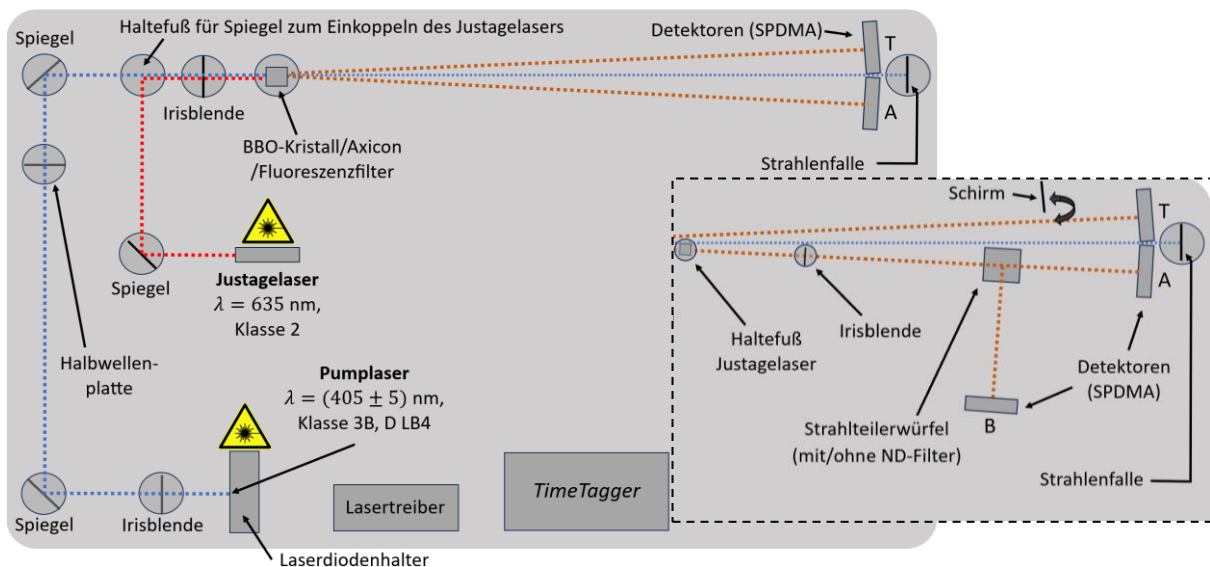 Spiegel
Haltefuß für Spiegel zum Einkoppeln des Justagelasers
Detektoren (SPDMA)
T
A
Irisblende
BBO-Kristall/Axicon
/Fluoreszenzfilter
Strahlenfalle
Spiegel
Justagelaser
λ = 635 nm,
Klasse 2
Halbwellen-
platte
Pumplaser
λ = (405 ± 5) nm,
Klasse 3B, D LB4
Spiegel
Irisblende
Laserdiodenhalter
Lasertreiber
TimeTagger
Schirm
T
A
Haltefuß
Justagelaser
Irisblende
Detektoren
(SPDMA)
B
Strahlteilerwürfel
(mit/ohne ND-Filter)
Strahlenfalle